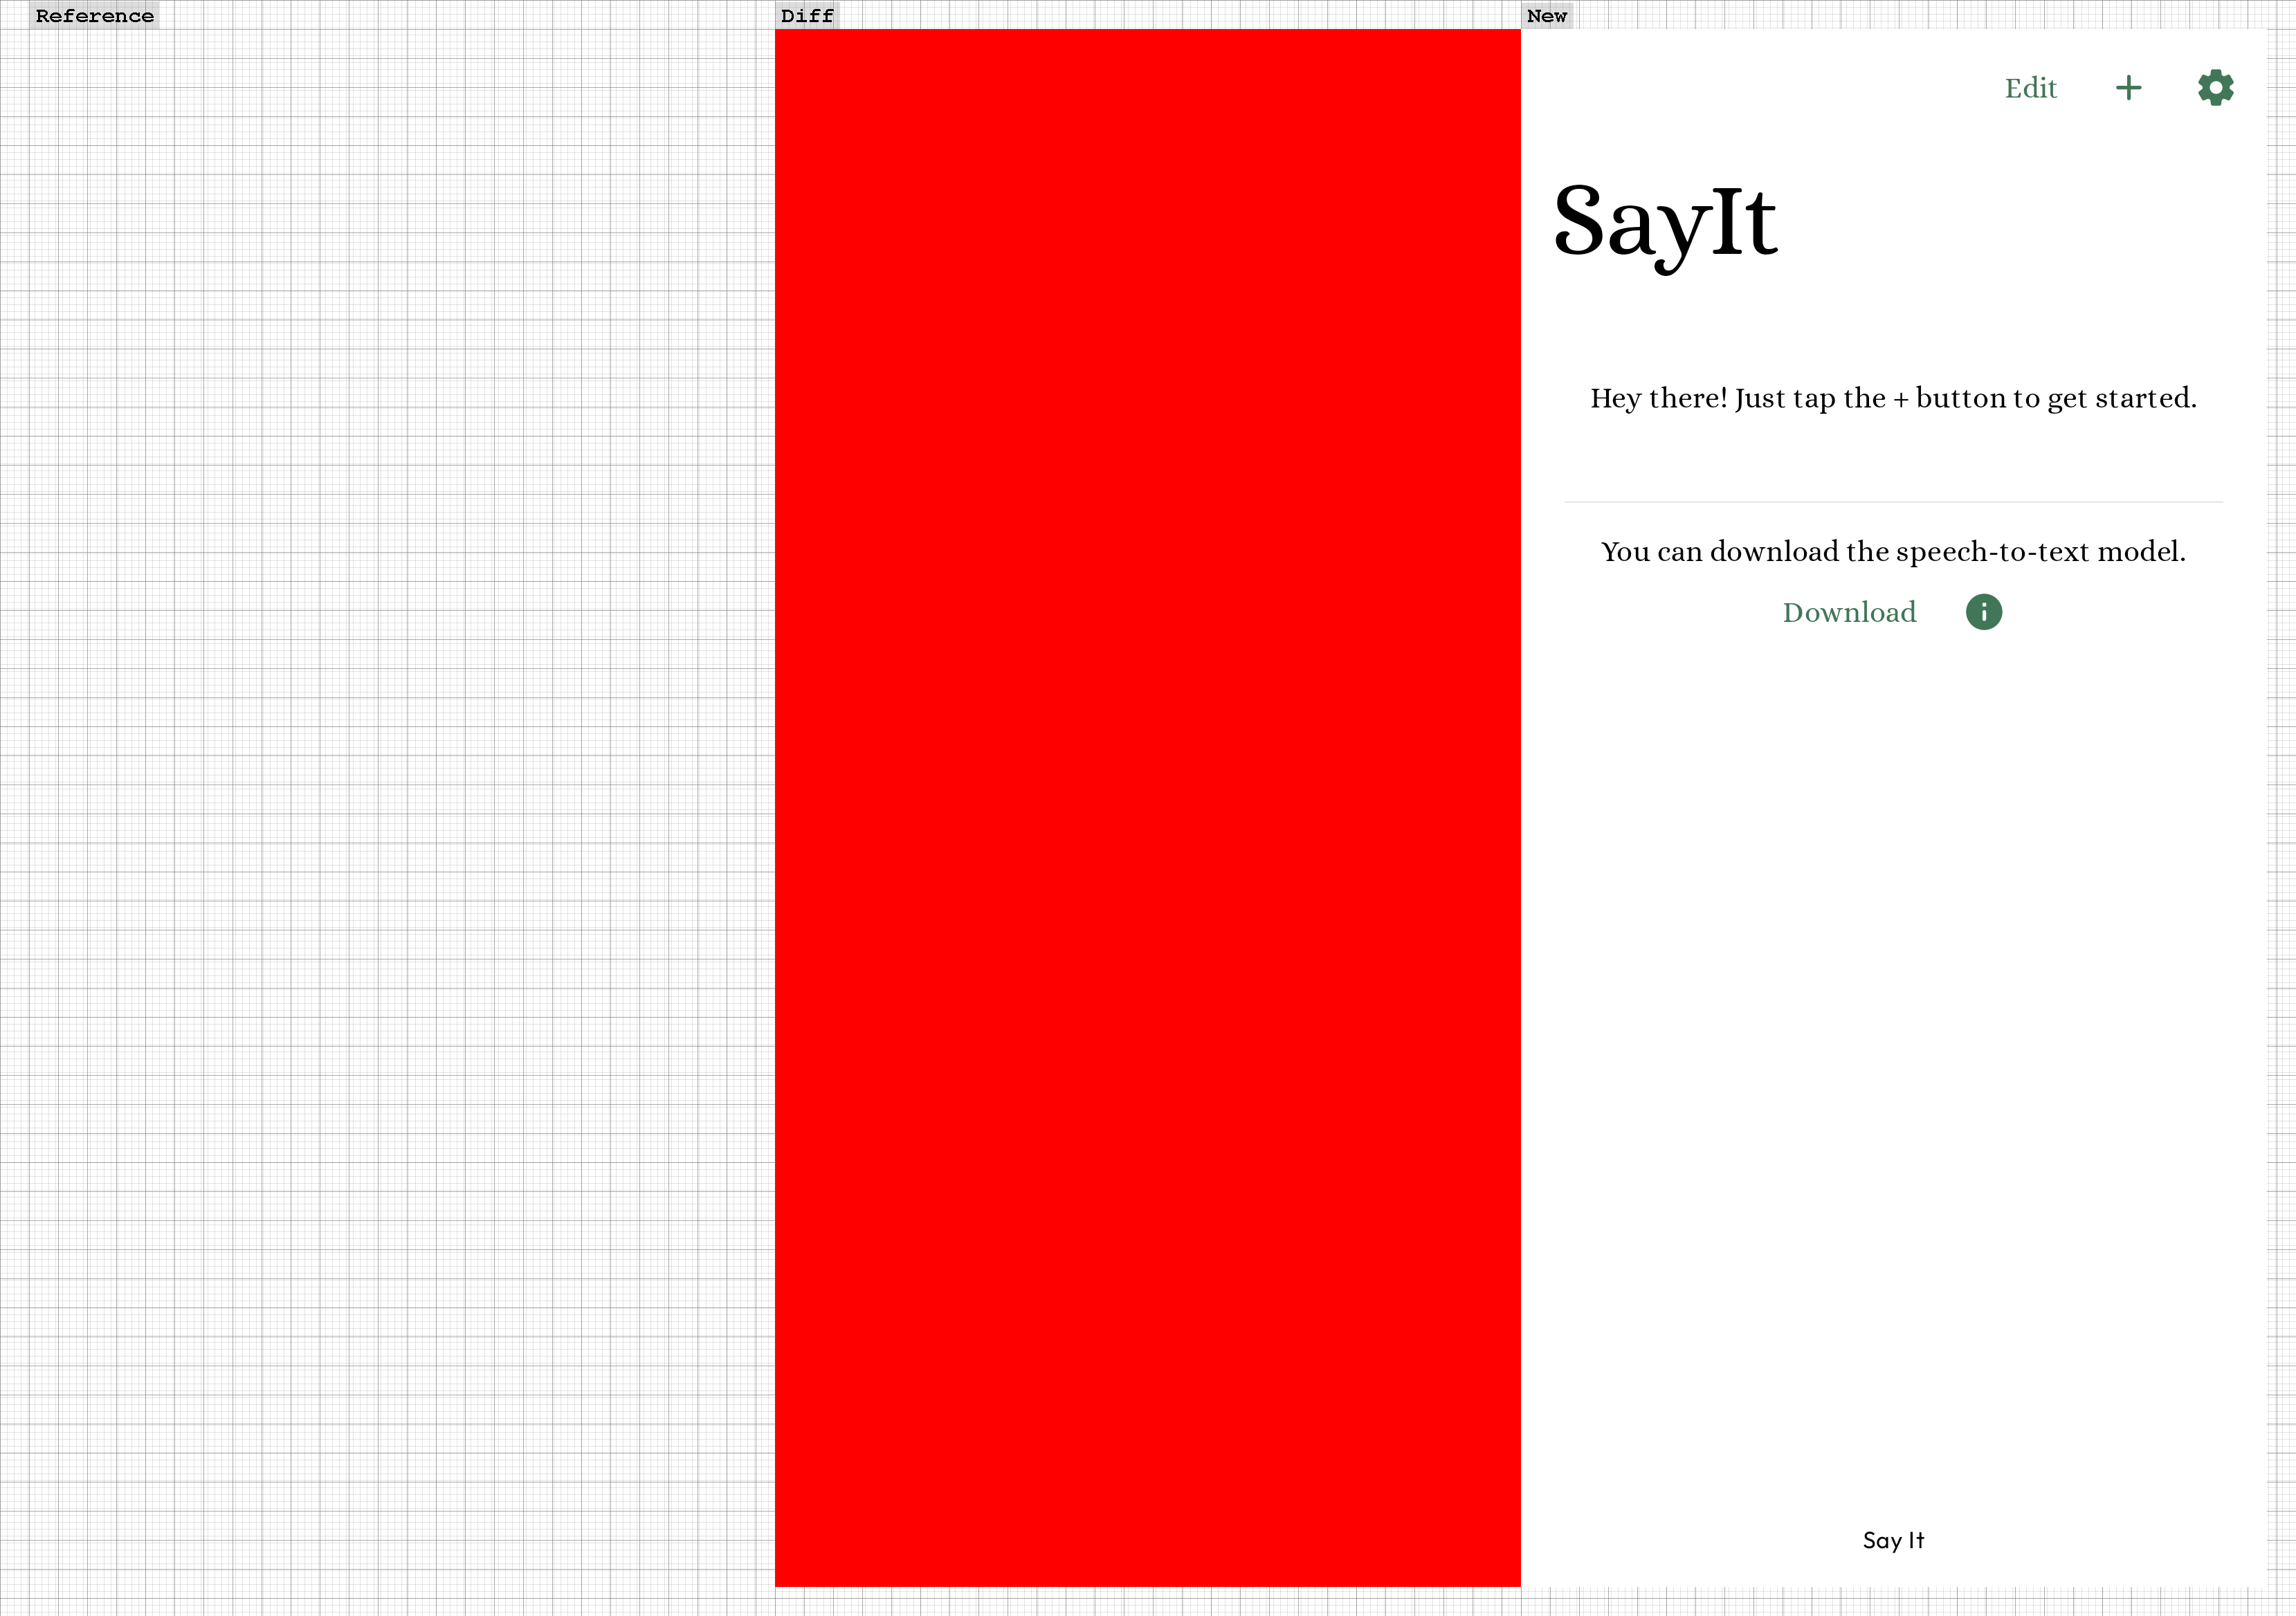 Reference
Diff
New
Edit +
SayIt
Hey there! Just tap the + button to get started.
You can download the speech-to-text model.
Download i
Say It